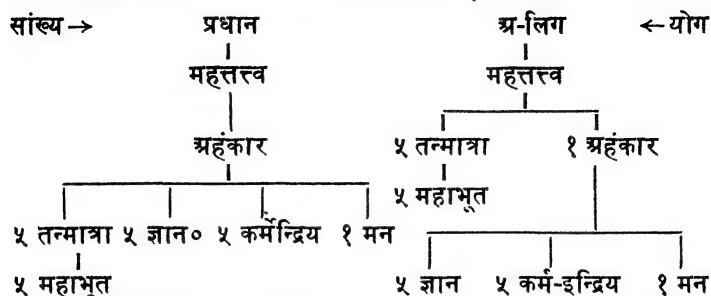 सांख्य→ प्रधान अ-लिग ←योग
महत्तत्त्व महत्तत्त्व
अहंकार ५ तन्मात्रा १ अहंकार
५ महाभूत
५ तन्मात्रा ५ ज्ञान० ५ कर्मेन्द्रिय १ मन
५ महाभूत ५ ज्ञान ५ कर्म-इन्द्रिय १ मन